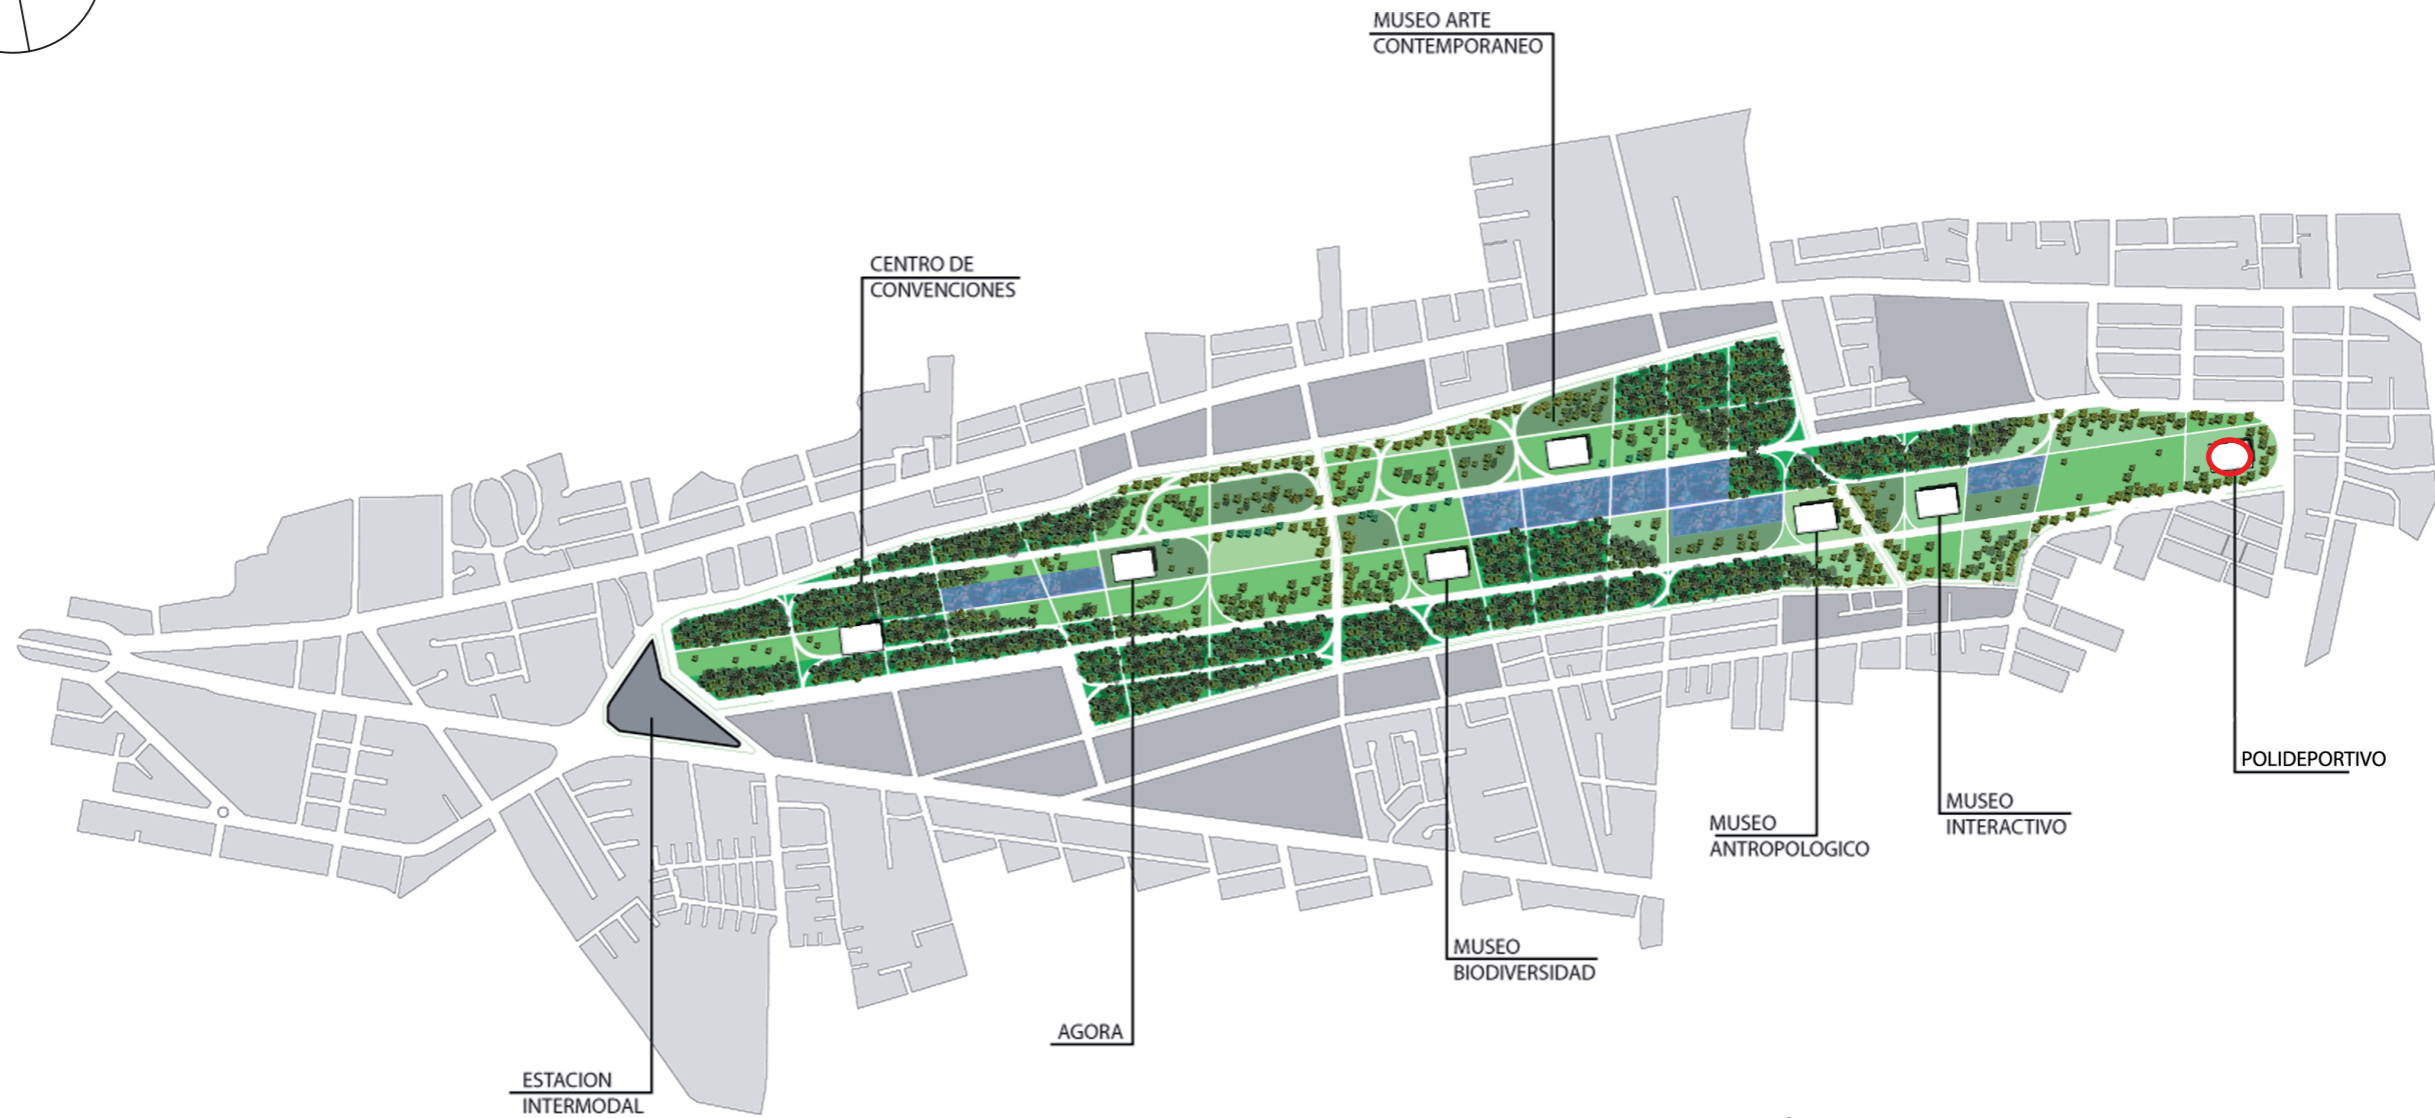 MUSEO ARTE
CONTEMPORANEO
CENTRO DE
CONVENCIONES
POLIDEPORTIVO
MUSEO
INTERACTIVO
MUSEO
ANTROPOLOGICO
MUSEO
BIODIVERSIDAD
AGORA
ESTACION
INTERMODAL